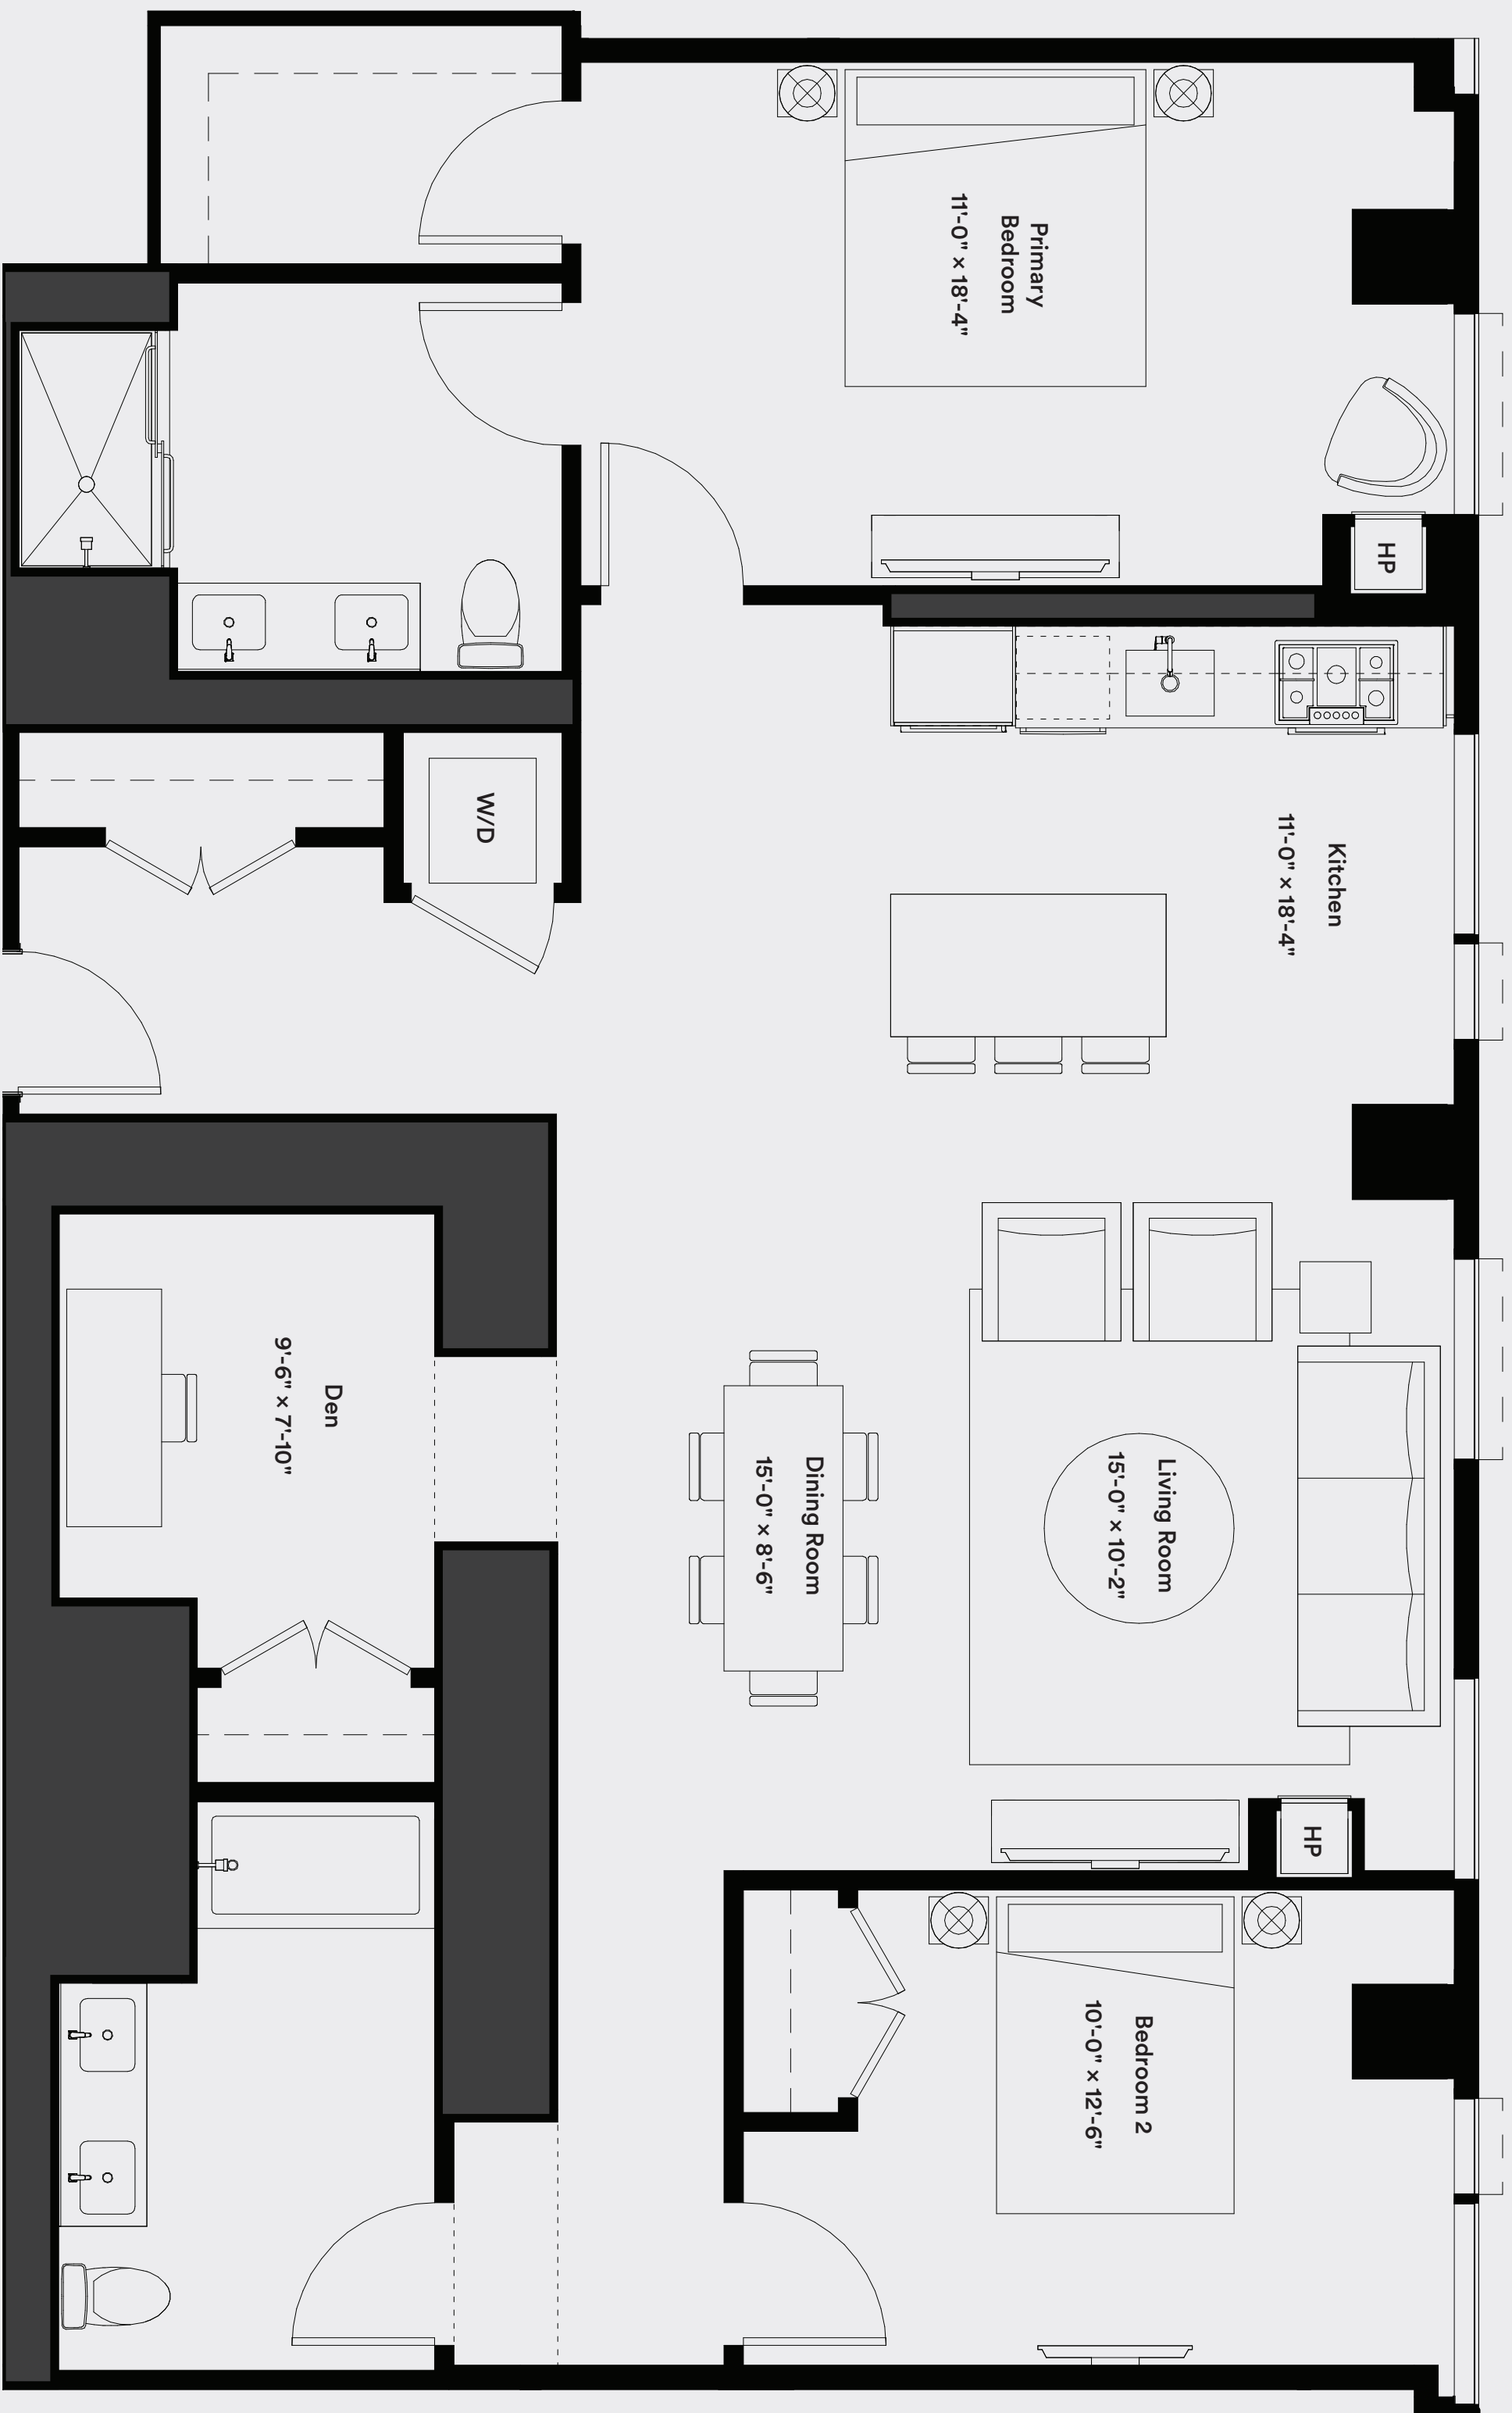 Primary
Bedroom
11'-0" × 18'-4"
HP
Kitchen
11'-0" × 18'-4"
W/D
Den
9'-6" × 7'-10"
Dining Room
15'-0" × 8'-6"
Living Room
15'-0" × 10'-2"
HP
Bedroom 2
10'-0" × 12'-6"